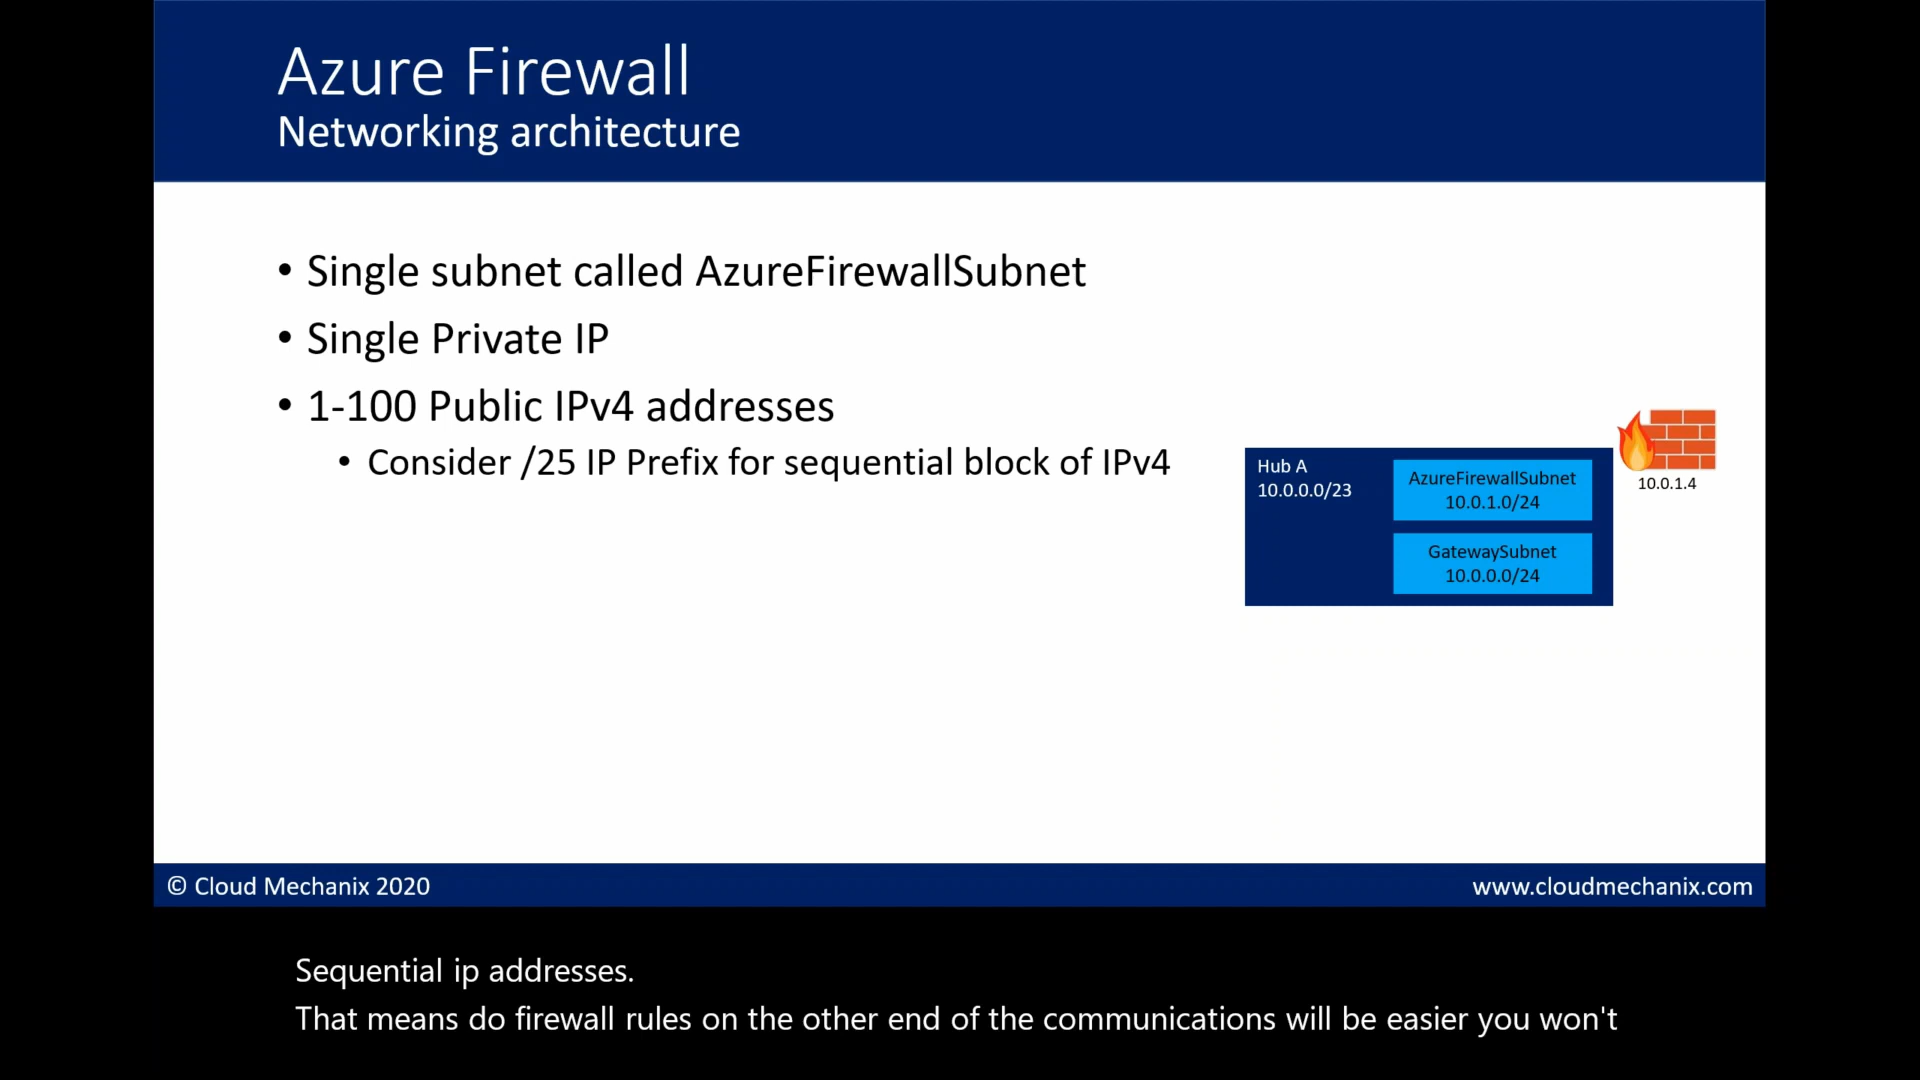 Azure Firewall
Networking architecture
• Single subnet called AzureFirewallSubnet
• Single Private IP
• 1-100 Public IPv4 addresses
• Consider /25 IP Prefix for sequential block of IPv4
Hub A
10.0.0.0/23
AzureFirewallSubnet
10.0.1.0/24
GatewaySubnet
10.0.0.0/24
10.0.1.4
© Cloud Mechanix 2020
www.cloudmechanix.com
Sequential ip addresses.
That means do firewall rules on the other end of the communications will be easier you won't